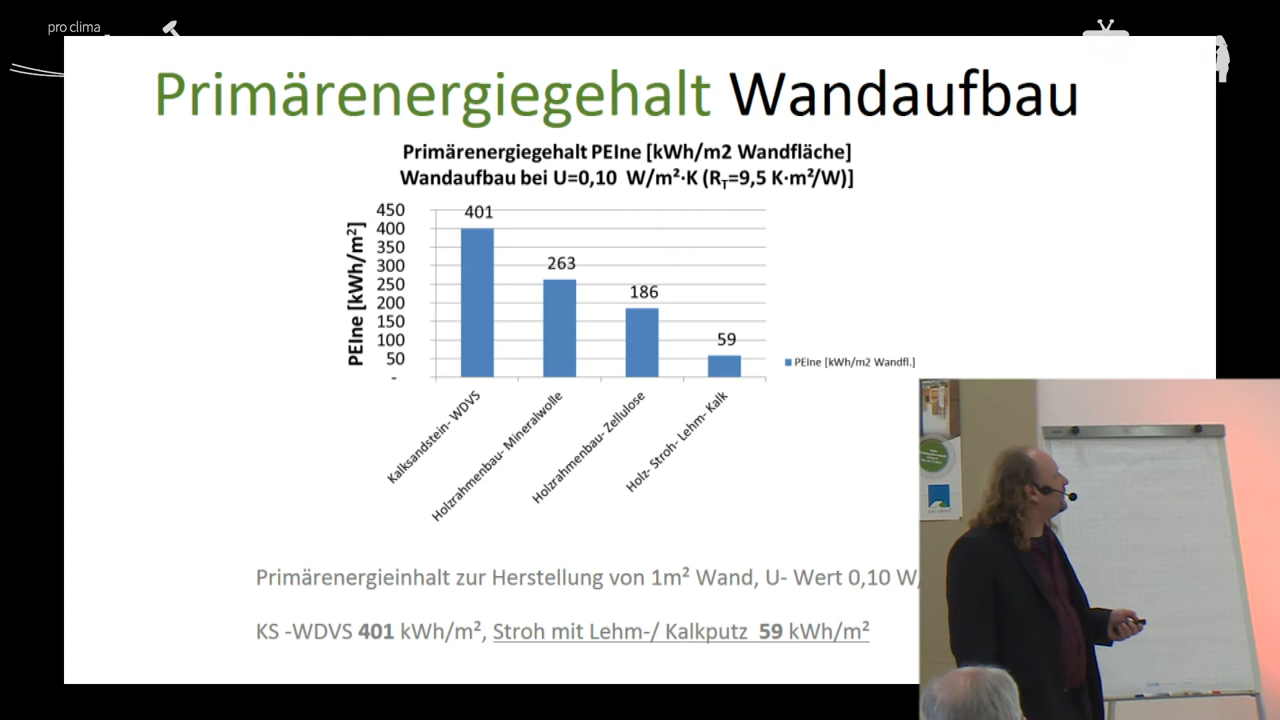 pro clima
Primärenergiegehalt Wandaufbau
Primärenergiegehalt PEIne [kWh/m2 Wandfläche]
Wandaufbau bei U=0,10 W/m²·K (RT=9,5 K·m²/W)]
PEIne [kWh/m²]
450
400
350
300
250
200
150
100
50
-
401
263
186
59
Kalksandstein- WDVS
Holzrahmenbau- Mineralwolle
Holzrahmenbau- Zellulose
Holz- Stroh- Lehm- Kalk
PEIne [kWh/m2 Wandfl.]
Primärenergieinhalt zur Herstellung von 1m² Wand, U- Wert 0,10 W/
KS -WDVS 401 kWh/m², Stroh mit Lehm-/ Kalkputz 59 kWh/m²
pro clima